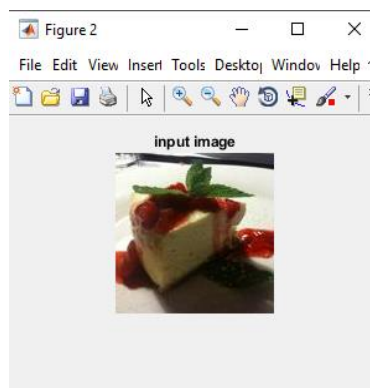 Figure 2
File Edit View Insert Tools Desktop Window Help
input image